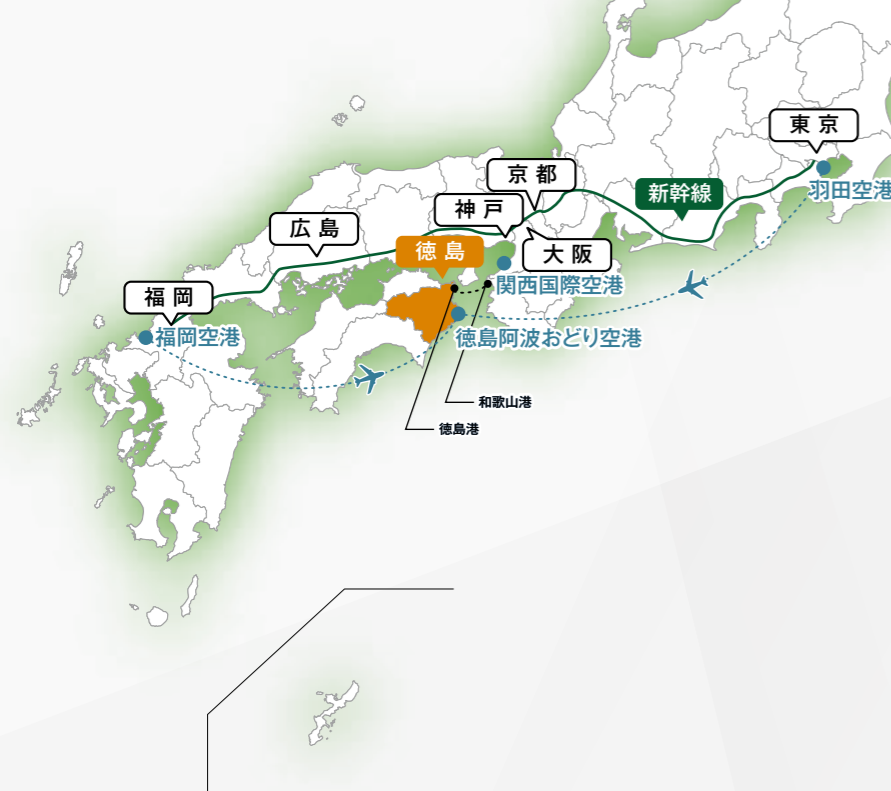 東京
羽田空港
京都
新幹線
神戸
広島
徳島
大阪
関西国際空港
福岡
福岡空港
徳島阿波おどり空港
和歌山港
徳島港